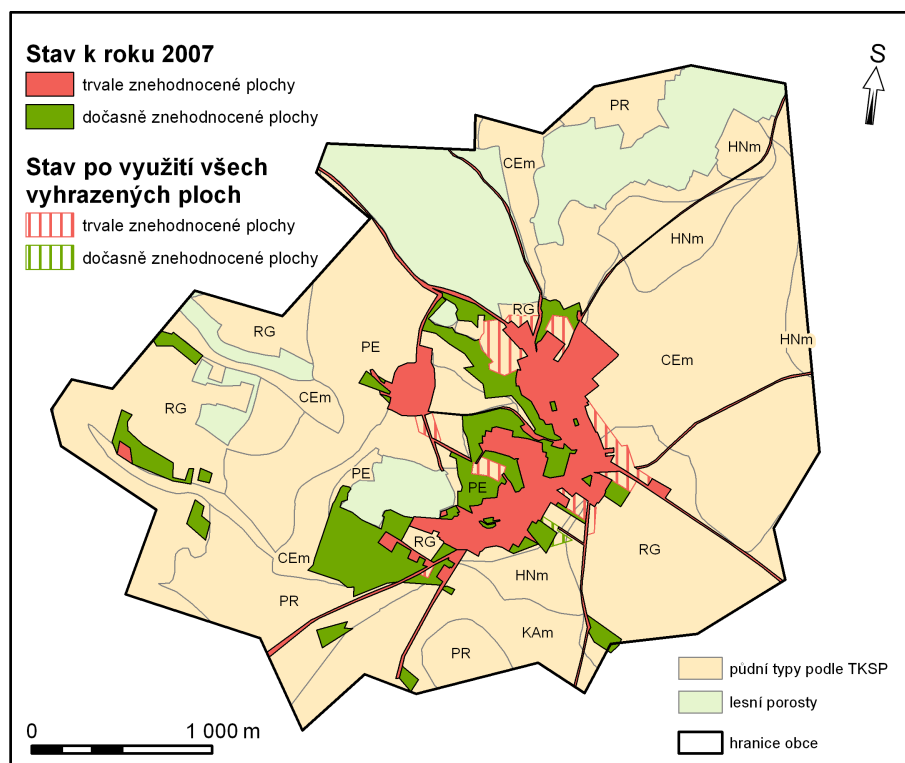 Stav k roku 2007
trvale znehodnocené plochy
dočasně znehodnocené plochy
Stav po využití všech
vyhrazených ploch
trvale znehodnocené plochy
dočasně znehodnocené plochy
S
PR
HNm
CEm
HNm
RG
HNm
RG
PE
CEm
CEm
RG
PE
PE
RG
RG
CEm
HNm
PR
KAm
PR
půdní typy podle TKSP
lesní porosty
hranice obce
0 1 000 m